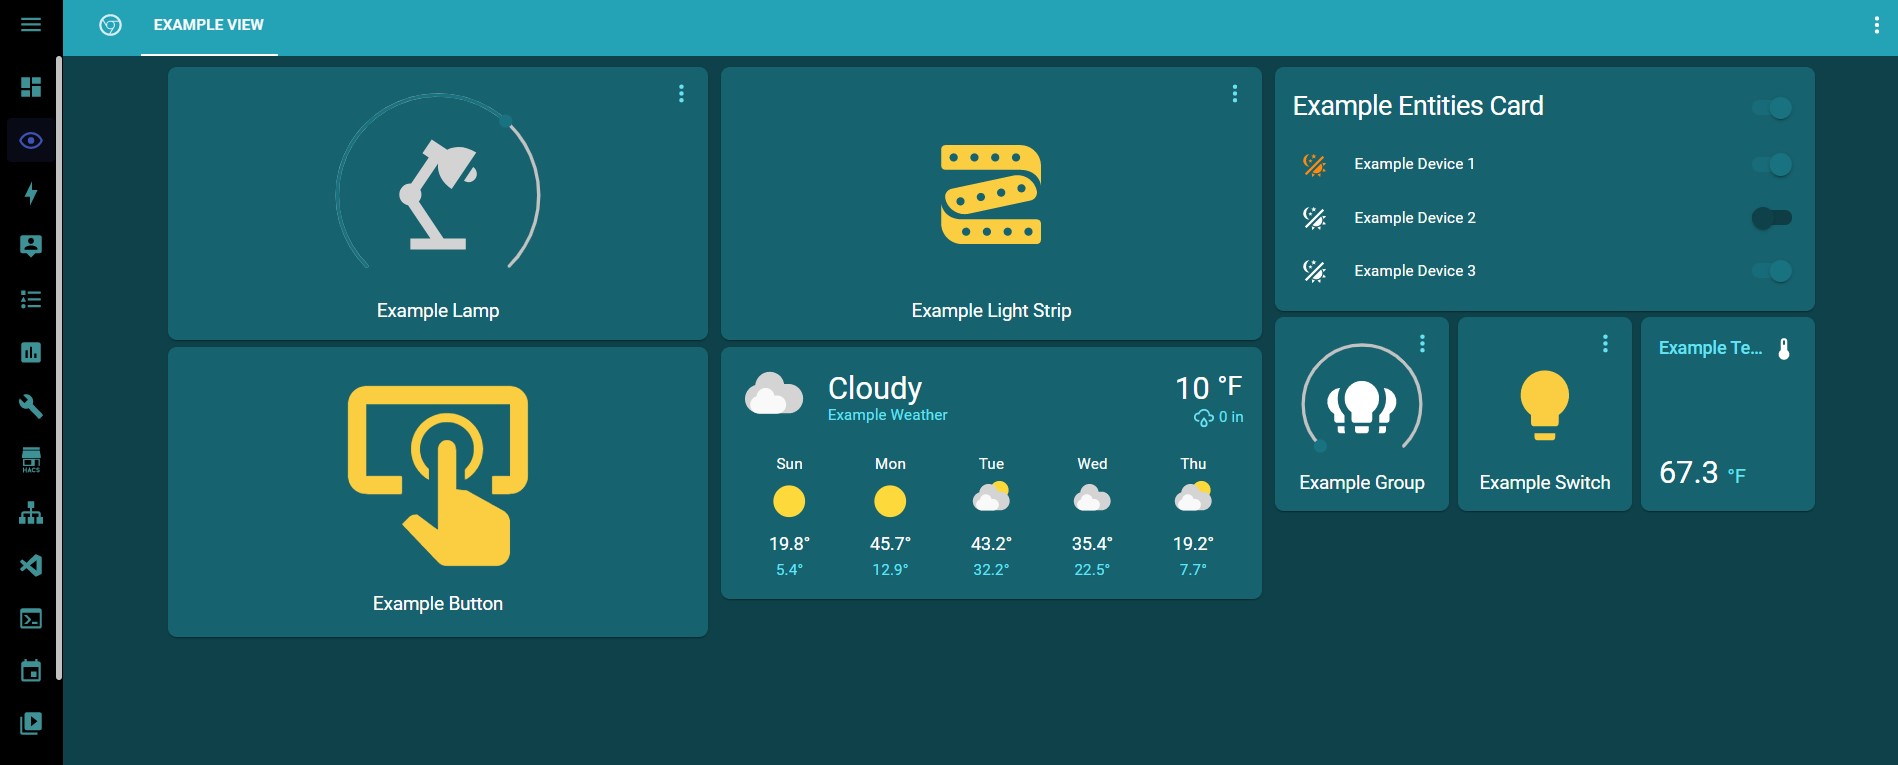 EXAMPLE VIEW
Example Lamp
Example Light Strip
Example Entities Card
Example Device 1
Example Device 2
Example Device 3
Example Button
Cloudy
Example Weather
10 °F
0 in
Sun Mon Tue Wed Thu
19.8° 45.7° 43.2° 35.4° 19.2°
5.4° 12.9° 32.2° 22.5° 7.7°
Example Group
Example Switch
Example Te...
67.3 °F
HACS